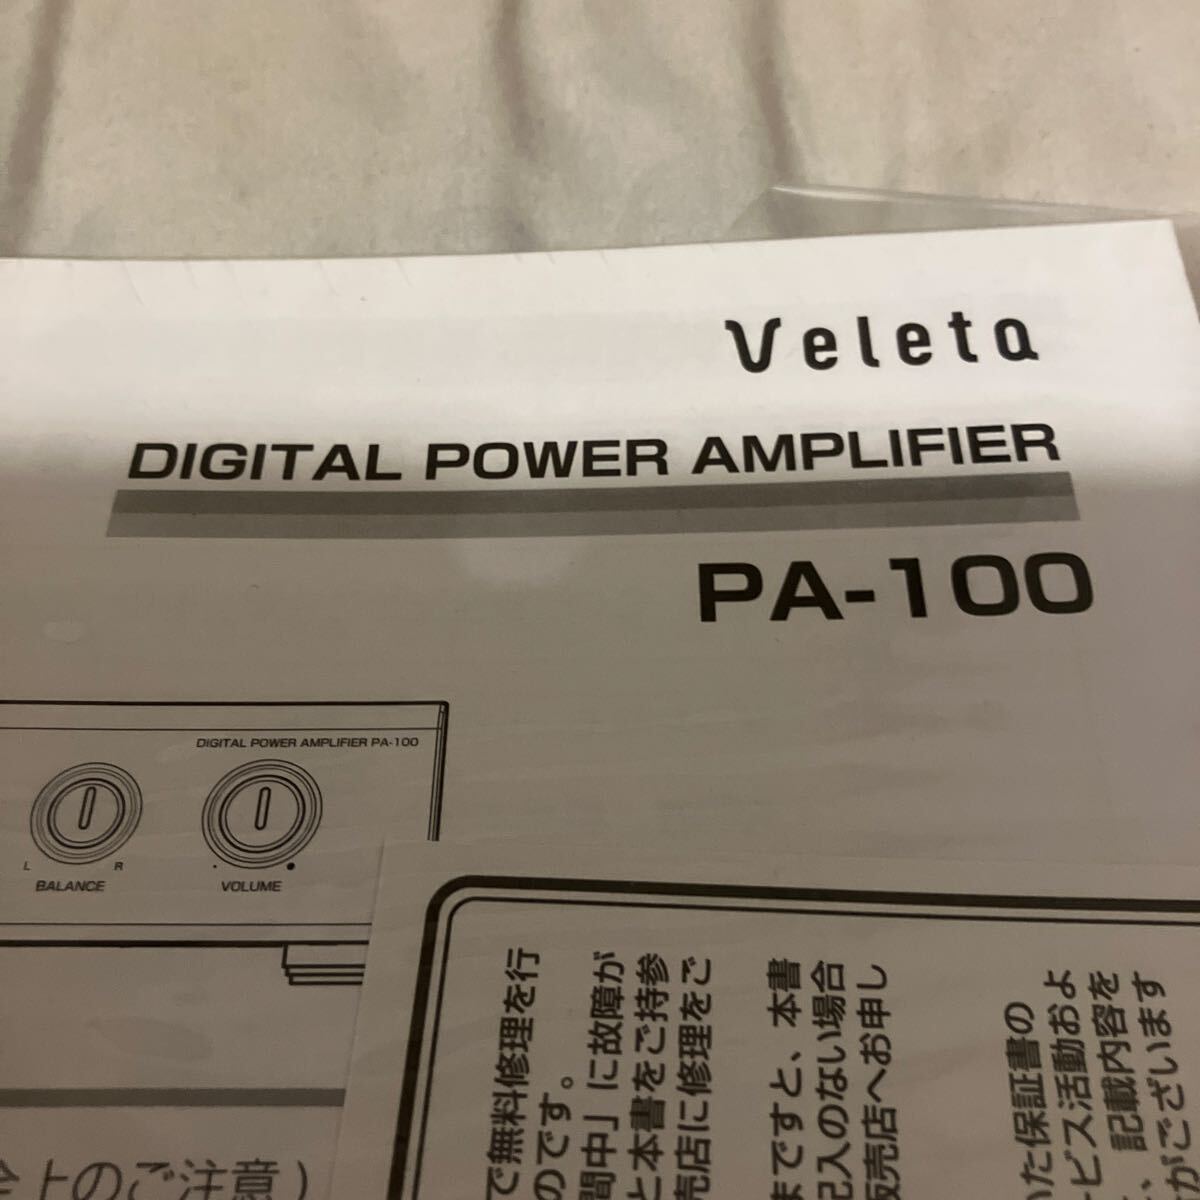 Veleta
DIGITAL POWER AMPLIFIER
PA-100
DIGITAL POWER AMPLIFIER PA-100
L R
BALANCE
VOLUME
上のご注意）
で無料修理を行
のです。
間中」に故障が
と本書をご持参
売店に修理をご
までですと、本書
記入のない場合
販売店へお申し
た保証書の
ビス活動およ
、記載内容を
がございます